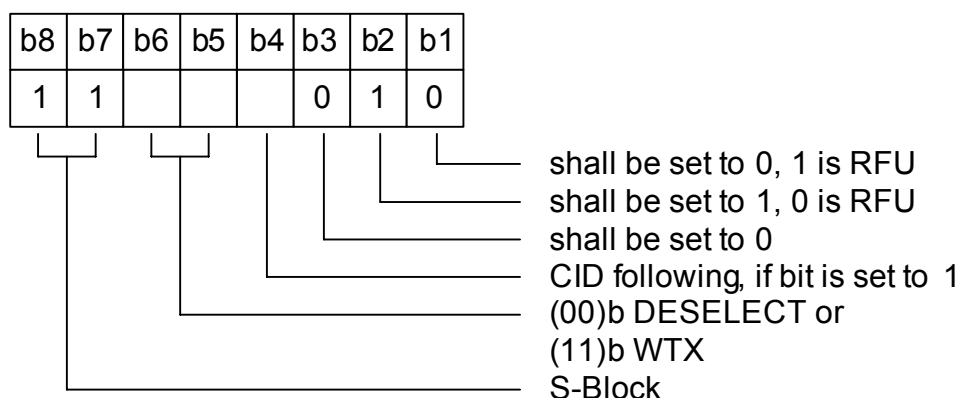 b8 b7 b6 b5 b4 b3 b2 b1
1 1 0 1 0
shall be set to 0, 1 is RFU
shall be set to 1, 0 is RFU
shall be set to 0
CID following, if bit is set to 1
(00)b DESELECT or
(11)b WTX
S-Block